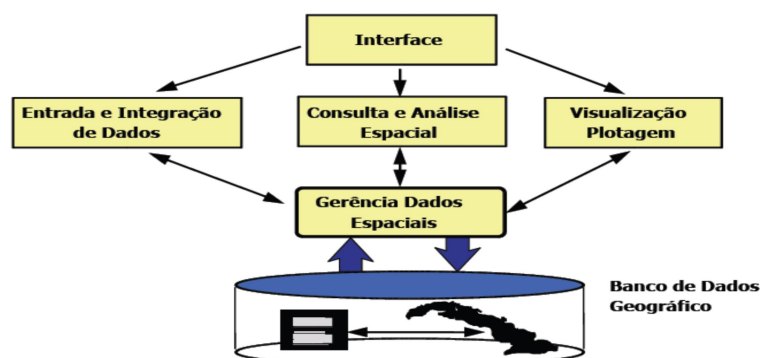 Interface
Entrada e Integração
de Dados
Consulta e Análise
Espacial
Visualização
Plotagem
Gerência Dados
Espaciais
Banco de Dados
Geográfico